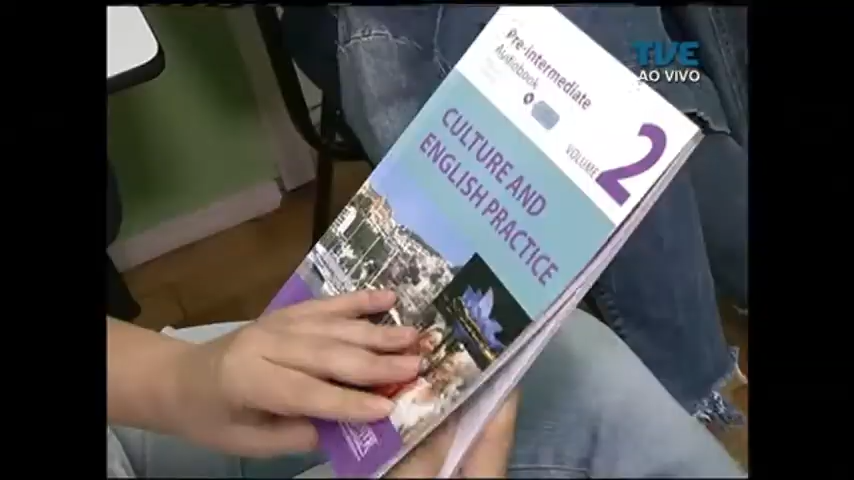 TVE
AO VIVO
Pre-intermediate
Audiobook
VOLUME 2
CULTURE AND
ENGLISH PRACTICE